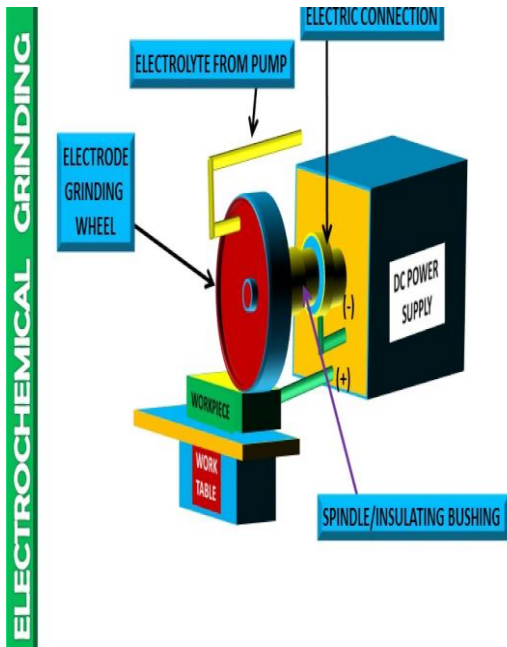 ELECTROCHEMICAL GRINDING
ELECTRIC CONNECTION
ELECTROLYTE FROM PUMP
ELECTRODE
GRINDING
WHEEL
DC POWER
SUPPLY
(-)
(+)
WORKPIECE
WORK
TABLE
SPINDLE/INSULATING BUSHING